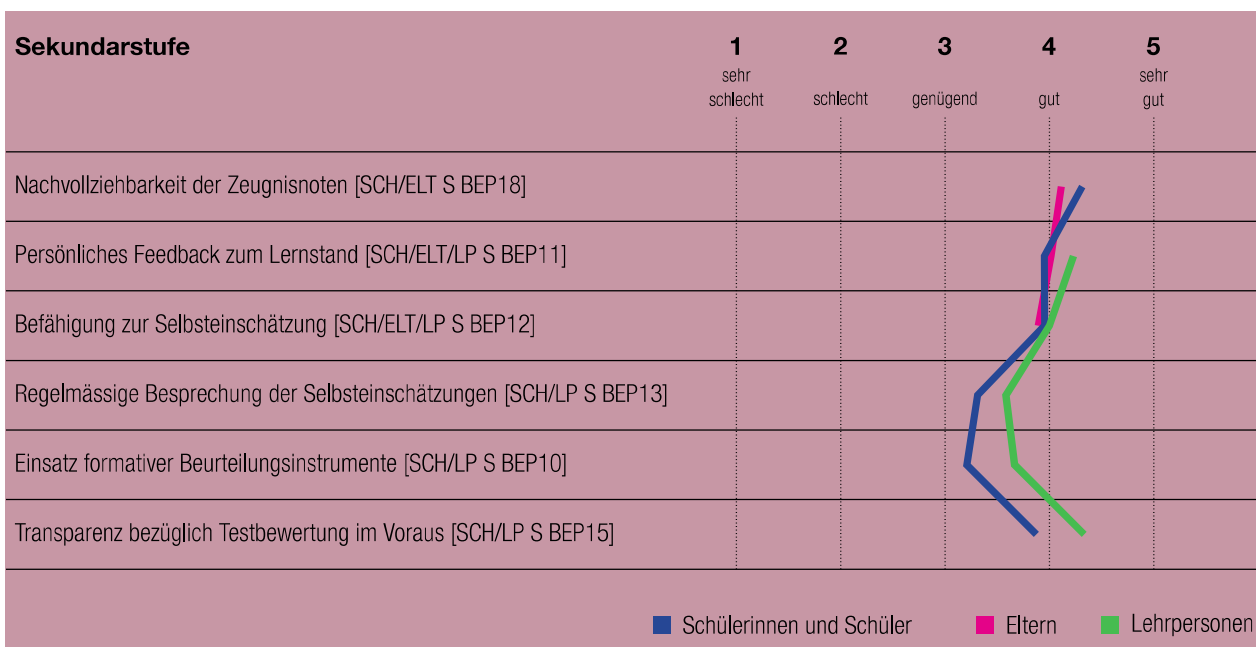 Sekundarstufe 1 2 3 4 5
sehr sehr
schlecht schlecht genügend gut gut
Nachvollziehbarkeit der Zeugnisnoten [SCH/ELT S BEP18]
Persönliches Feedback zum Lernstand [SCH/ELT/LP S BEP11]
Befähigung zur Selbsteinschätzung [SCH/ELT/LP S BEP12]
Regelmässige Besprechung der Selbsteinschätzungen [SCH/LP S BEP13]
Einsatz formativer Beurteilungsinstrumente [SCH/LP S BEP10]
Transparenz bezüglich Testbewertung im Voraus [SCH/LP S BEP15]
Schülerinnen und Schüler Eltern Lehrpersonen